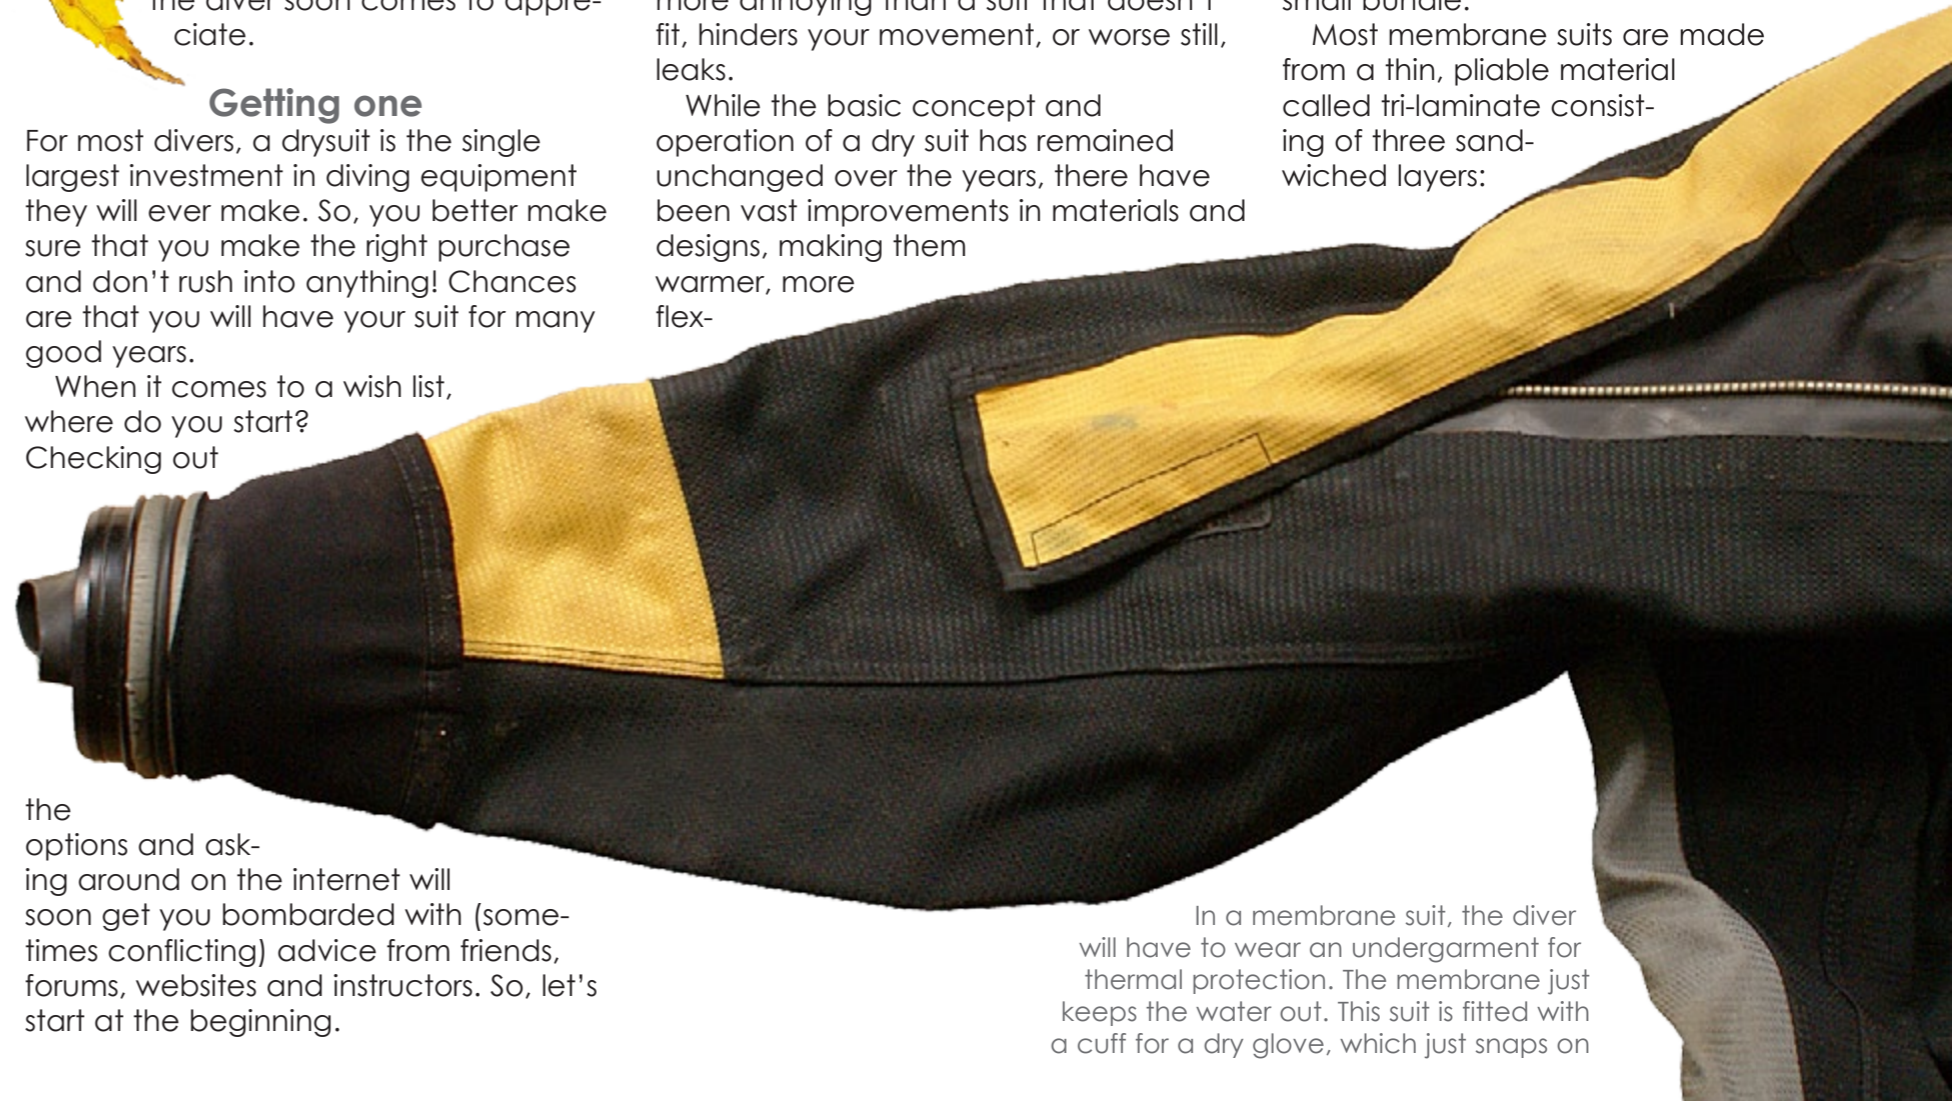 the diver soon comes to appre-
ciate.
Getting one
For most divers, a drysuit is the single
largest investment in diving equipment
they will ever make. So, you better make
sure that you make the right purchase
and don't rush into anything! Chances
are that you will have your suit for many
good years.
When it comes to a wish list,
where do you start?
Checking out
the
options and ask-
ing around on the internet will
soon get you bombarded with (some-
times conflicting) advice from friends,
forums, websites and instructors. So, let's
start at the beginning.
more annoying than a suit that doesn't
fit, hinders your movement, or worse still,
leaks.
While the basic concept and
operation of a dry suit has remained
unchanged over the years, there have
been vast improvements in materials and
designs, making them
warmer, more
flex-
small bundle.
Most membrane suits are made
from a thin, pliable material
called tri-laminate consist-
ing of three sand-
wiched layers:
In a membrane suit, the diver
will have to wear an undergarment for
thermal protection. The membrane just
keeps the water out. This suit is fitted with
a cuff for a dry glove, which just snaps on